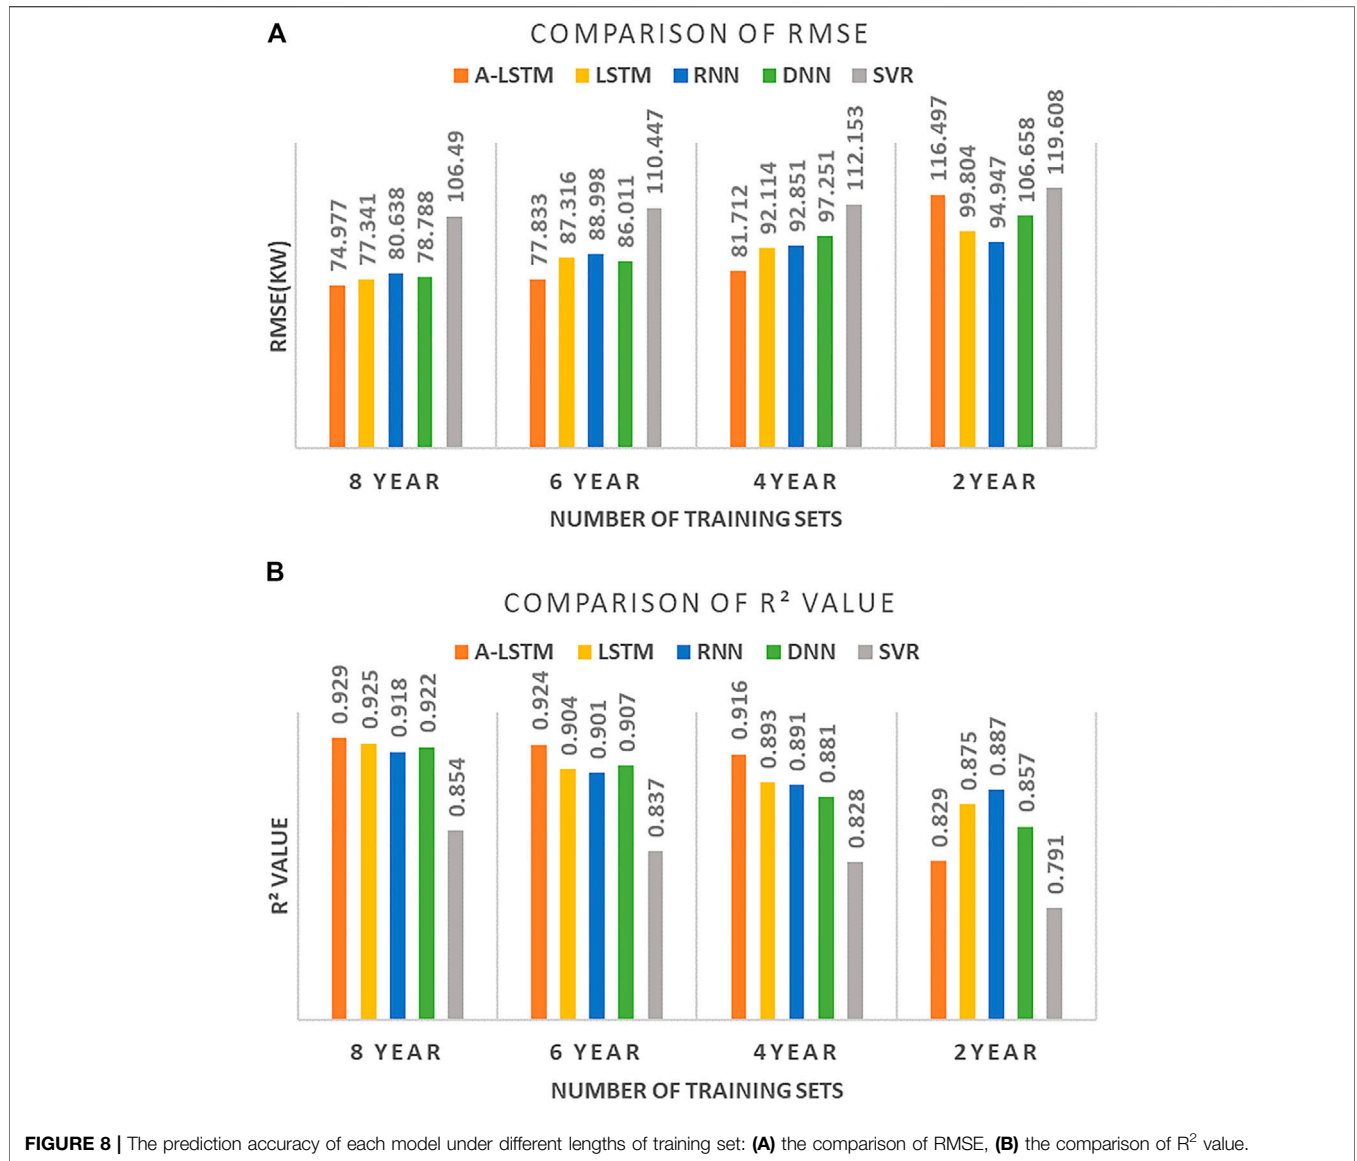 A
COMPARISON OF RMSE
A-LSTM LSTM RNN DNN SVR
74.977 77.341 80.638 78.788 106.49 77.833 87.316 88.998 86.011 110.447 81.712 92.114 92.851 97.251 112.153 116.497 99.804 94.947 106.658 119.608
RMSE(KW)
8 YEAR 6 YEAR 4YEAR 2YEAR
NUMBER OF TRAINING SETS
B
COMPARISON OF R² VALUE
A-LSTM LSTM RNN DNN SVR
0.929 0.925 0.918 0.922 0.854 0.924 0.904 0.901 0.907 0.837 0.916 0.893 0.891 0.881 0.828 0.829 0.875 0.887 0.857 0.791
R² VALUE
8 YEAR 6 YEAR 4YEAR 2YEAR
NUMBER OF TRAINING SETS
FIGURE 8 | The prediction accuracy of each model under different lengths of training set: (A) the comparison of RMSE, (B) the comparison of R² value.